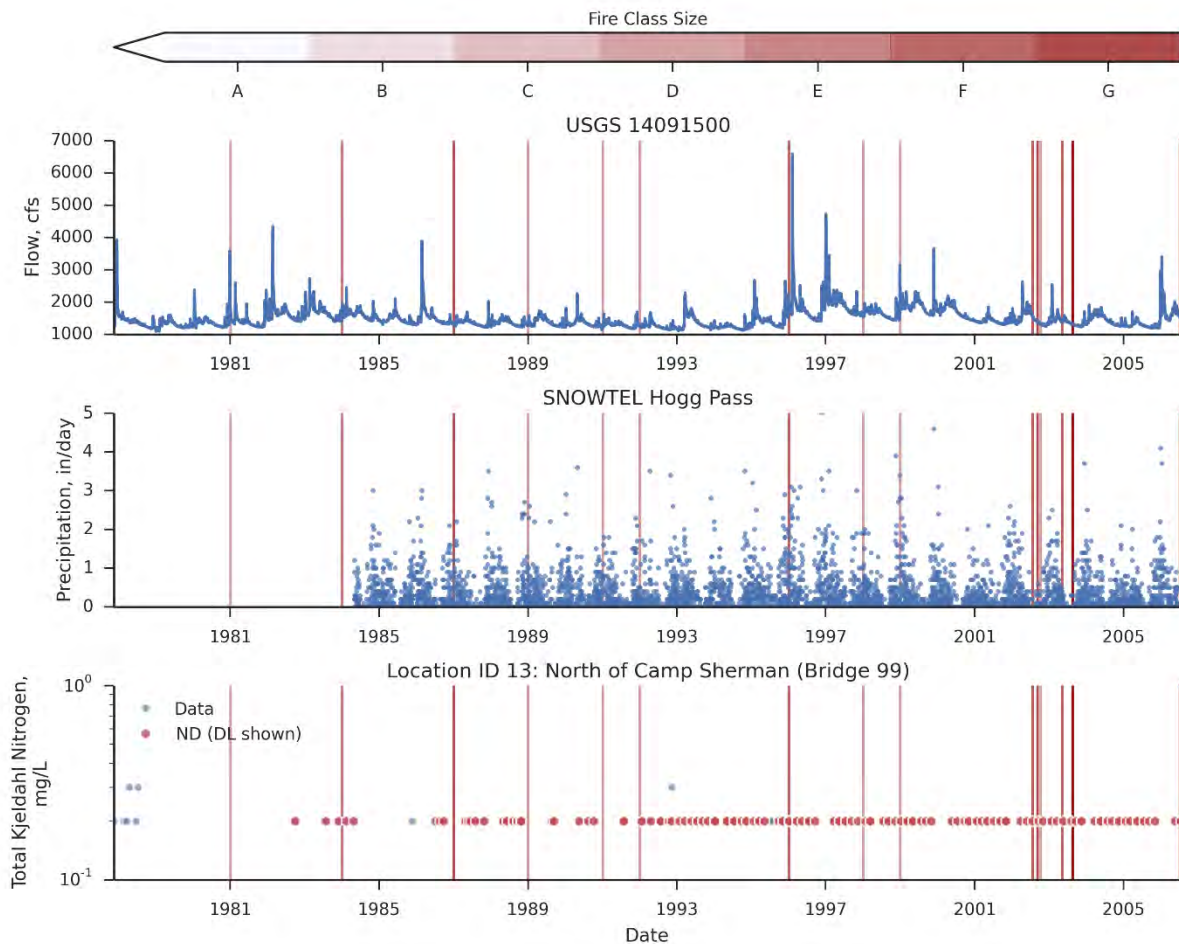 Fire Class Size
A B C D E F G
USGS 14091500
Flow, cfs
7000
6000
5000
4000
3000
2000
1000
1981 1985 1989 1993 1997 2001 2005
SNOWTEL Hogg Pass
Precipitation, in/day
5
4
3
2
1
0
1981 1985 1989 1993 1997 2001 2005
Location ID 13: North of Camp Sherman (Bridge 99)
Total Kjeldahl Nitrogen,
mg/L
10⁰
10⁻¹
Data
ND (DL shown)
1981 1985 1989 1993 1997 2001 2005
Date